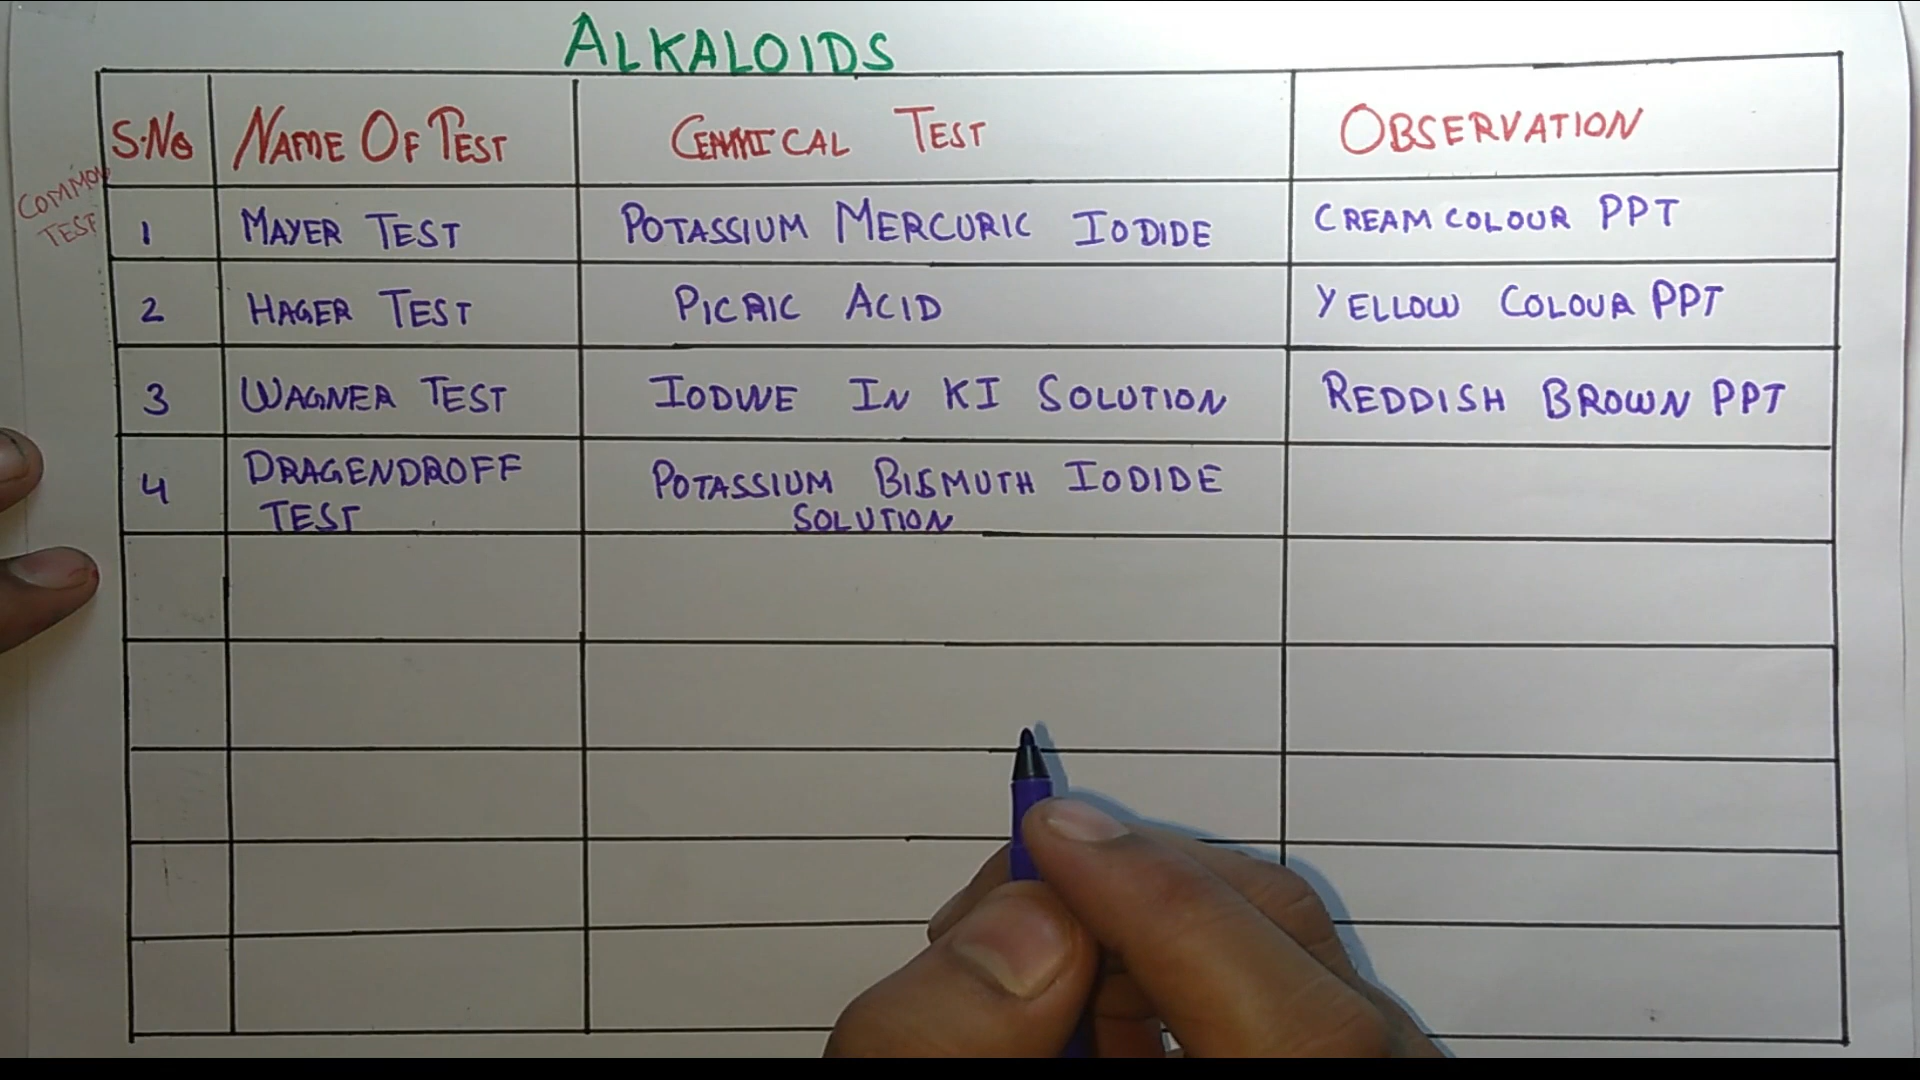 ALKALOIDS
S.No NAME OF TEST CEMMICAL TEST OBSERVATION
COMMON
TEST
1 MAYER TEST POTASSIUM MERCURIC IODIDE CREAM COLOUR PPT
2 HAGER TEST PICRIC ACID YELLOW COLOUR PPT
3 WAGNER TEST IODINE IN KI SOLUTION REDDISH BROWN PPT
4 DRAGENDROFF POTASSIUM BISMUTH IODIDE
TEST SOLUTION